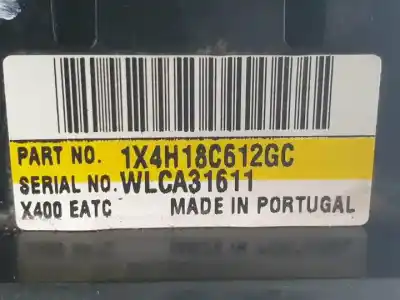 PART NO. 1X4H18C612GC
SERIAL NO. WLCA31611
X400 EATC MADE IN PORTUGAL